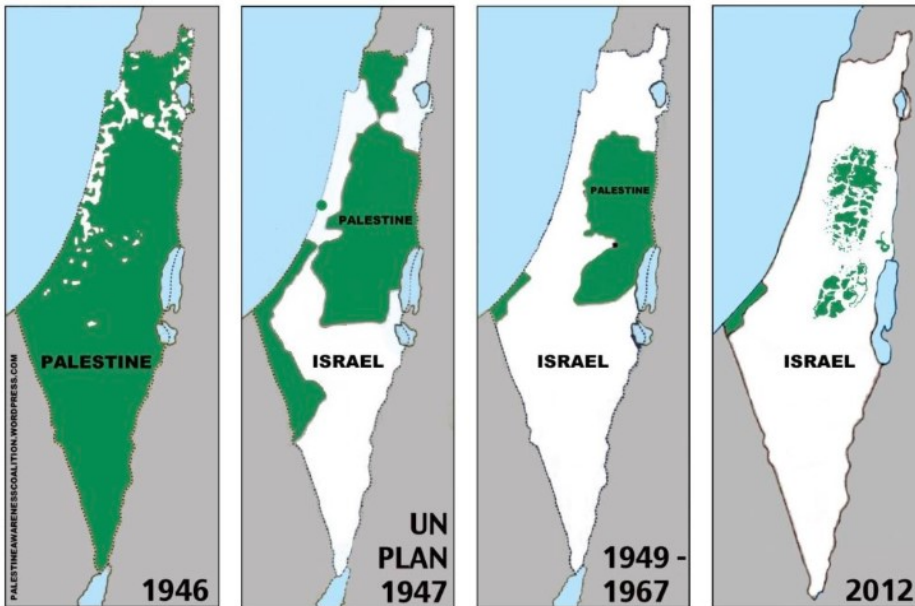 PALESTINEAWARENESSCOALITION.WORDPRESS.COM
PALESTINE
1946
PALESTINE
ISRAEL
UN
PLAN
1947
PALESTINE
ISRAEL
1949 -
1967
ISRAEL
2012